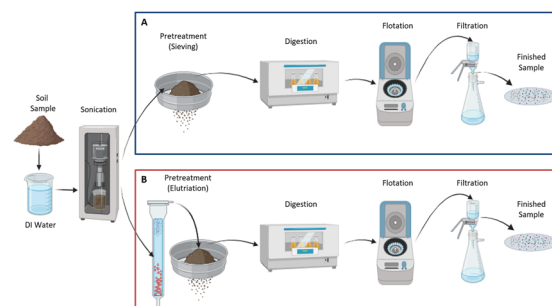 A
Pretreatment
(Sieving)
Digestion
Flotation
Filtration
Finished
Sample
Soil
Sample
Sonication
DI Water
B
Pretreatment
(Elutriation)
Digestion
Flotation
Filtration
Finished
Sample